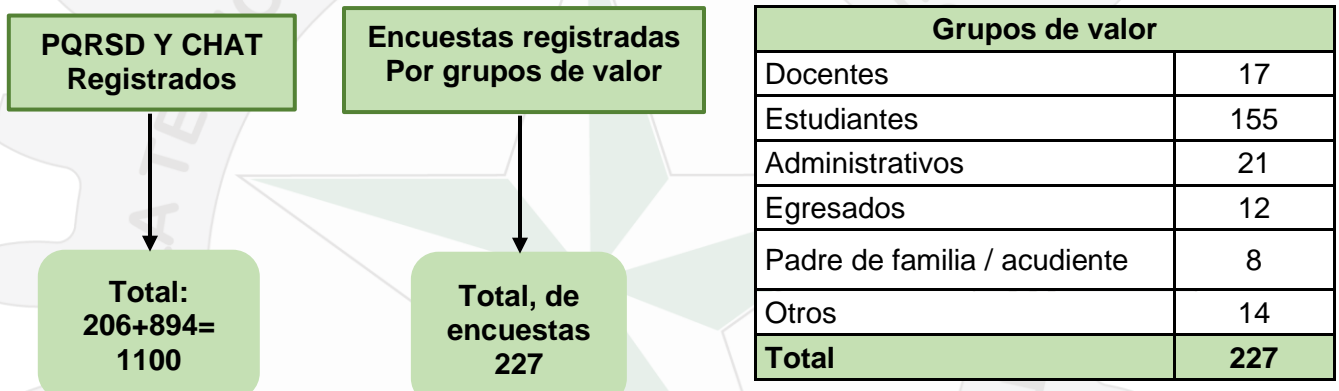 PQRSD Y CHAT
Registrados
Total:
206+894=
1100
Encuestas registradas
Por grupos de valor
Total, de
encuestas
227
Grupos de valor
Docentes 17
Estudiantes 155
Administrativos 21
Egresados 12
Padre de familia / acudiente 8
Otros 14
Total 227